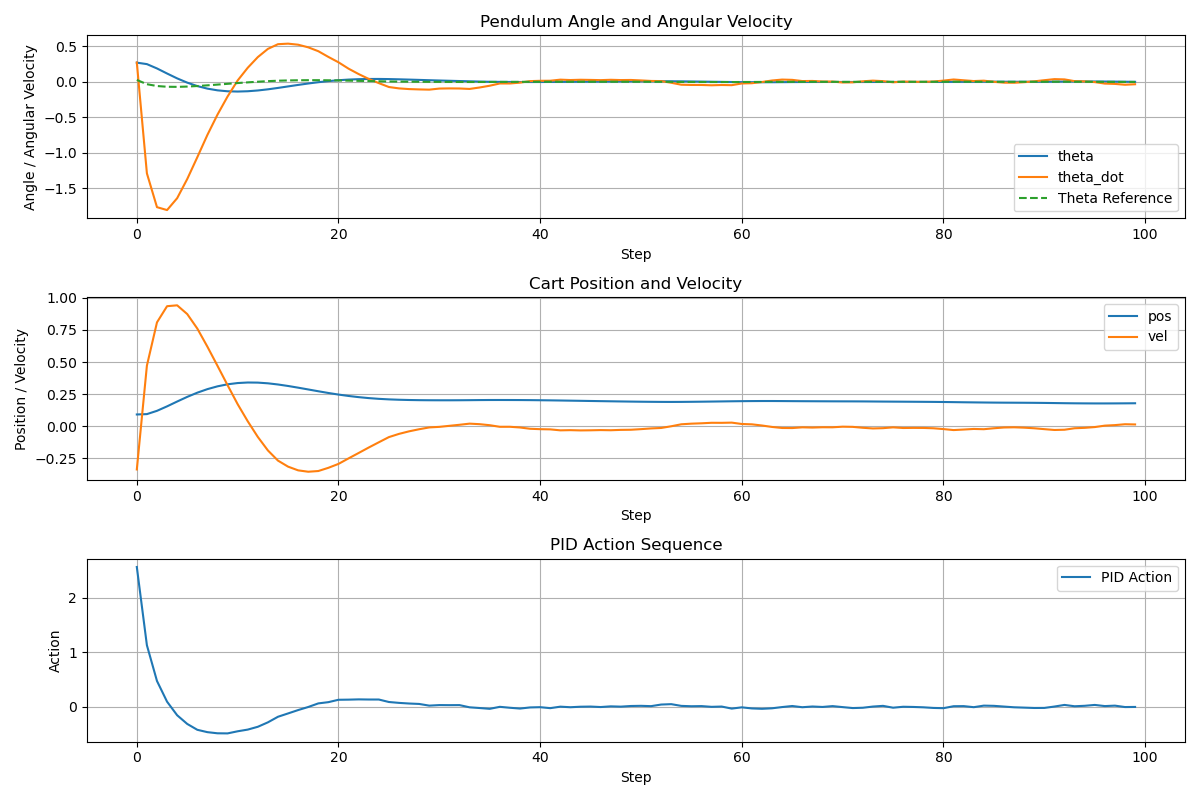 Pendulum Angle and Angular Velocity
Angle / Angular Velocity
0.5
0.0
−0.5
−1.0
−1.5
theta
theta_dot
Theta Reference
0 20 40 60 80 100
Step
Cart Position and Velocity
Position / Velocity
1.00
0.75
0.50
0.25
0.00
−0.25
pos
vel
0 20 40 60 80 100
Step
PID Action Sequence
Action
2
1
0
PID Action
0 20 40 60 80 100
Step